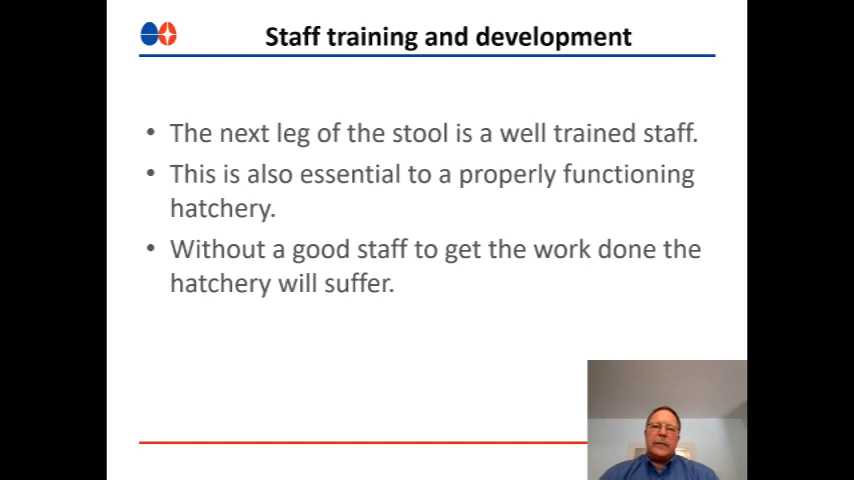 Staff training and development
• The next leg of the stool is a well trained staff.
• This is also essential to a properly functioning
hatchery.
• Without a good staff to get the work done the
hatchery will suffer.